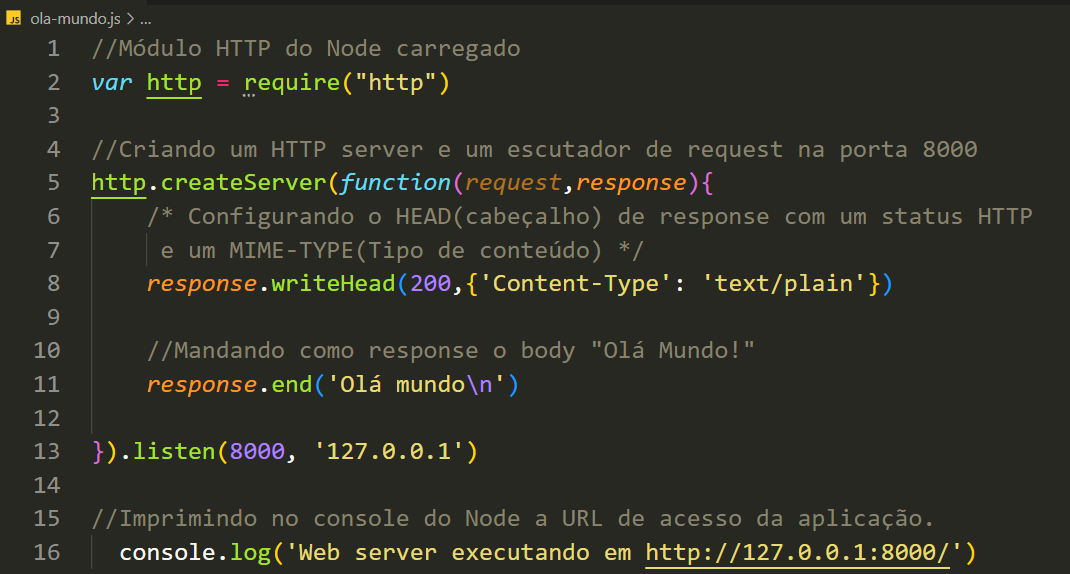 JS ola-mundo.js > ...
1 //Módulo HTTP do Node carregado
2 var http = require("http")
3
4 //Criando um HTTP server e um escutador de request na porta 8000
5 http.createServer(function(request,response){
6 /* Configurando o HEAD(cabeçalho) de response com um status HTTP
7 e um MIME-TYPE(Tipo de conteúdo) */
8 response.writeHead(200,{'Content-Type': 'text/plain'})
9
10 //Mandando como response o body "Olá Mundo!"
11 response.end('Olá mundo\n')
12
13 }).listen(8000, '127.0.0.1')
14
15 //Imprimindo no console do Node a URL de acesso da aplicação.
16 console.log('Web server executando em http://127.0.0.1:8000/')